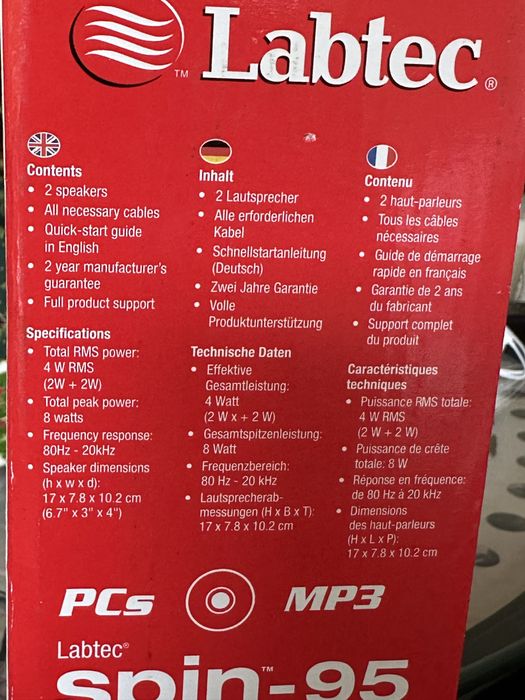 Labtec®
™
Contents
• 2 speakers
• All necessary cables
• Quick-start guide
in English
• 2 year manufacturer's
guarantee
• Full product support
Specifications
• Total RMS power:
4 W RMS
(2W + 2W)
• Total peak power:
8 watts
• Frequency response:
80Hz - 20kHz
• Speaker dimensions
(h x w x d):
17 x 7.8 x 10.2 cm
(6.7" x 3" x 4")
Inhalt
• 2 Lautsprecher
• Alle erforderlichen
Kabel
• Schnellstartanleitung
(Deutsch)
• Zwei Jahre Garantie
• Volle
Produktunterstützung
Technische Daten
• Effektive
Gesamtleistung:
4 Watt
(2 W x + 2 W)
• Gesamtspitzenleistung:
8 Watt
• Frequenzbereich:
80 Hz - 20 kHz
• Lautsprecherab-
messungen (H x B x T):
17 x 7.8 x 10.2 cm
Contenu
• 2 haut-parleurs
• Tous les câbles
nécessaires
• Guide de démarrage
rapide en français
• Garantie de 2 ans
du fabricant
• Support complet
du produit
Caractéristiques
techniques
• Puissance RMS totale:
4 W RMS
(2 W + 2 W)
• Puissance de crête
totale: 8 W
• Réponse en fréquence:
de 80 Hz à 20 kHz
• Dimensions
des haut-parleurs
(H x L x P):
17 x 7.8 x 10.2 cm
PCs MP3
Labtec®
spin™-95